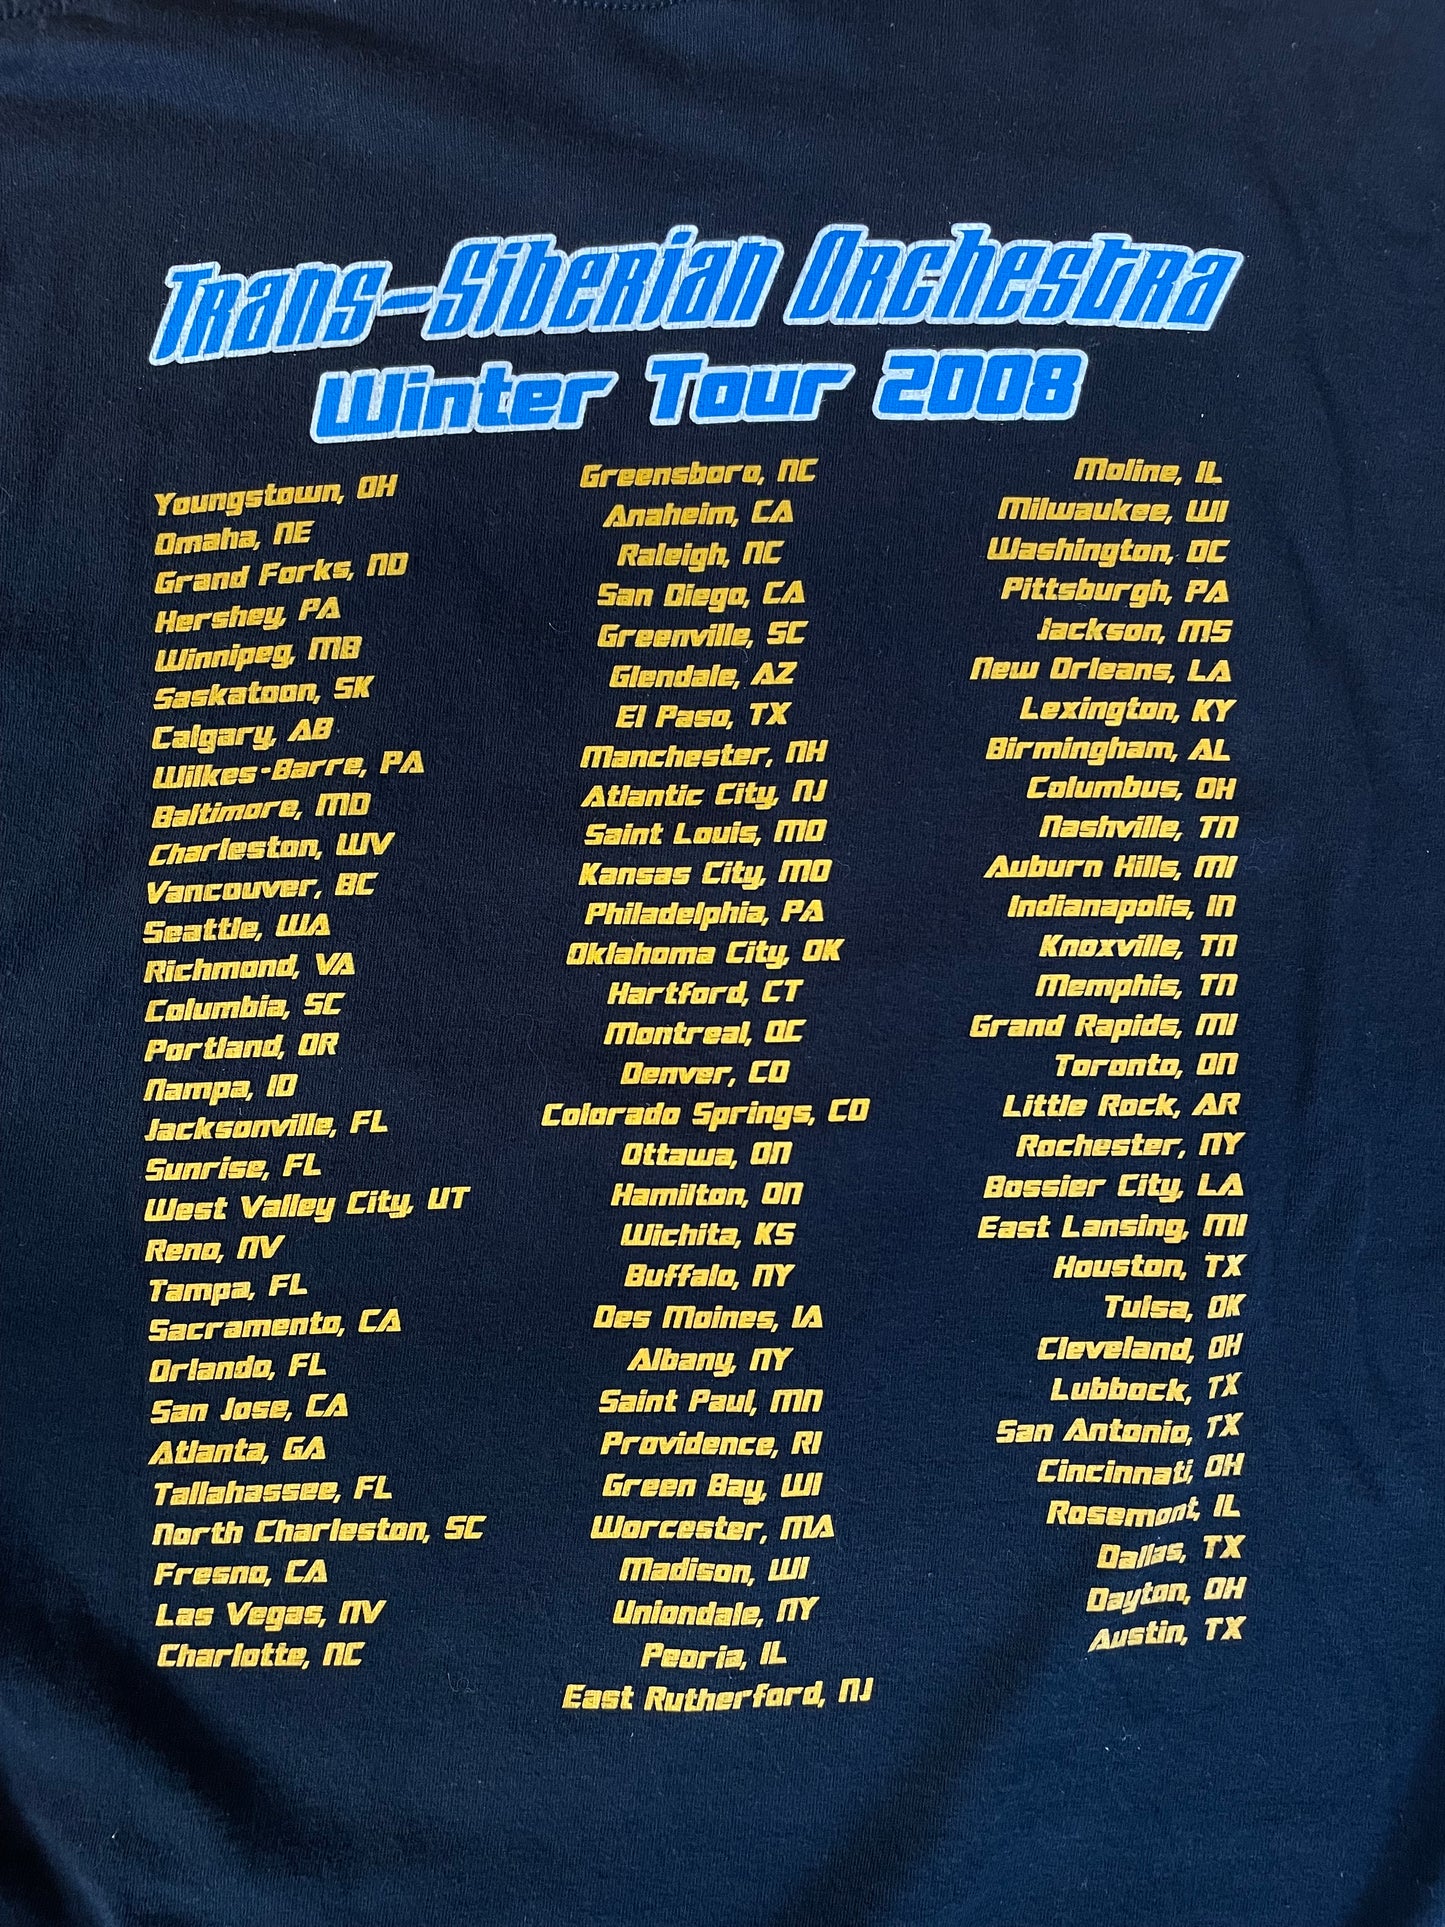 Trans-Siberian Orchestra
Winter Tour 2008
Youngstown, OH
Omaha, NE
Grand Forks, ND
Hershey, PA
Winnipeg, MB
Saskatoon, SK
Calgary, AB
Wilkes-Barre, PA
Baltimore, MD
Charleston, WV
Vancouver, BC
Seattle, WA
Richmond, VA
Columbia, SC
Portland, OR
Nampa, ID
Jacksonville, FL
Sunrise, FL
West Valley City, UT
Reno, NV
Tampa, FL
Sacramento, CA
Orlando, FL
San Jose, CA
Atlanta, GA
Tallahassee, FL
North Charleston, SC
Fresno, CA
Las Vegas, NV
Charlotte, NC
Greensboro, NC
Anaheim, CA
Raleigh, NC
San Diego, CA
Greenville, SC
Glendale, AZ
El Paso, TX
Manchester, NH
Atlantic City, NJ
Saint Louis, MO
Kansas City, MO
Philadelphia, PA
Oklahoma City, OK
Hartford, CT
Montreal, QC
Denver, CO
Colorado Springs, CO
Ottawa, ON
Hamilton, ON
Wichita, KS
Buffalo, NY
Des Moines, IA
Albany, NY
Saint Paul, MN
Providence, RI
Green Bay, WI
Worcester, MA
Madison, WI
Uniondale, NY
Peoria, IL
East Rutherford, NJ
Moline, IL
Milwaukee, WI
Washington, DC
Pittsburgh, PA
Jackson, MS
New Orleans, LA
Lexington, KY
Birmingham, AL
Columbus, OH
Nashville, TN
Auburn Hills, MI
Indianapolis, IN
Knoxville, TN
Memphis, TN
Grand Rapids, MI
Toronto, ON
Little Rock, AR
Rochester, NY
Bossier City, LA
East Lansing, MI
Houston, TX
Tulsa, OK
Cleveland, OH
Lubbock, TX
San Antonio, TX
Cincinnati, OH
Rosemont, IL
Dallas, TX
Dayton, OH
Austin, TX